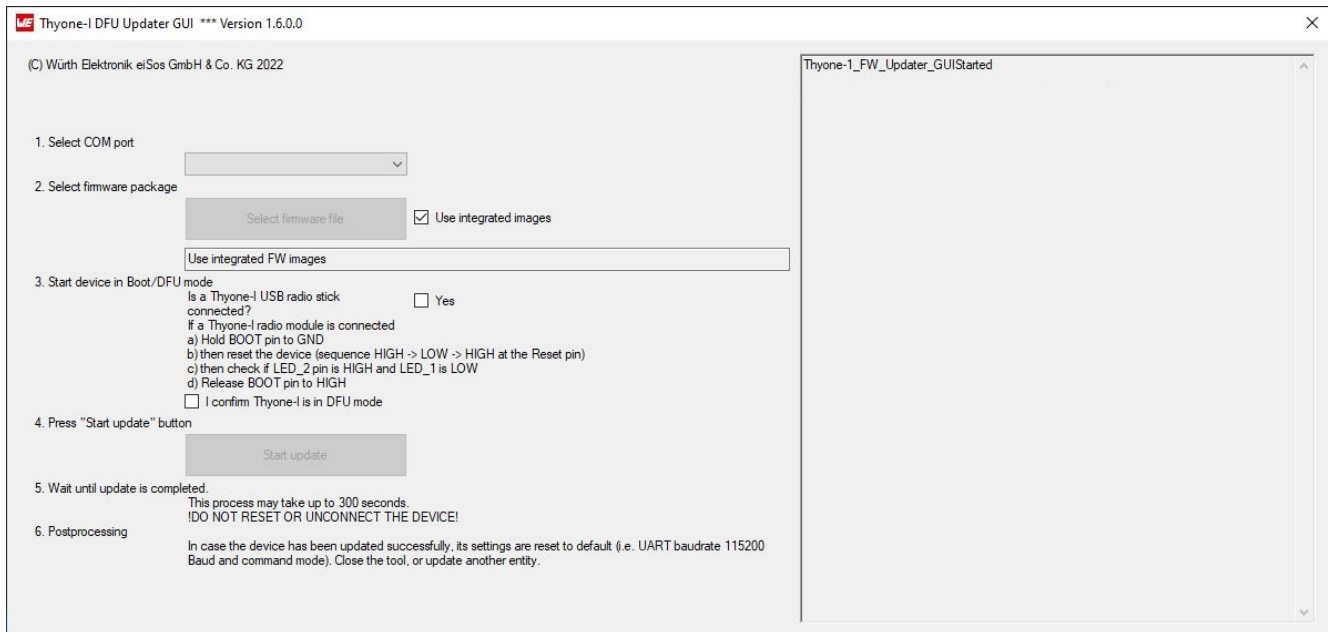 WE Thyone-I DFU Updater GUI *** Version 1.6.0.0
(C) Würth Elektronik eiSos GmbH & Co. KG 2022
Thyone-1_FW_Updater_GUIStarted
1. Select COM port
2. Select firmware package
Select firmware file
Use integrated images
Use integrated FW images
3. Start device in Boot/DFU mode
Is a Thyone-I USB radio stick
connected?
Yes
If a Thyone-I radio module is connected
a) Hold BOOT pin to GND
b) then reset the device (sequence HIGH -> LOW -> HIGH at the Reset pin)
c) then check if LED_2 pin is HIGH and LED_1 is LOW
d) Release BOOT pin to HIGH
I confirm Thyone-I is in DFU mode
4. Press "Start update" button
Start update
5. Wait until update is completed.
This process may take up to 300 seconds.
!DO NOT RESET OR UNCONNECT THE DEVICE!
6. Postprocessing
In case the device has been updated successfully, its settings are reset to default (i.e. UART baudrate 115200
Baud and command mode). Close the tool, or update another entity.